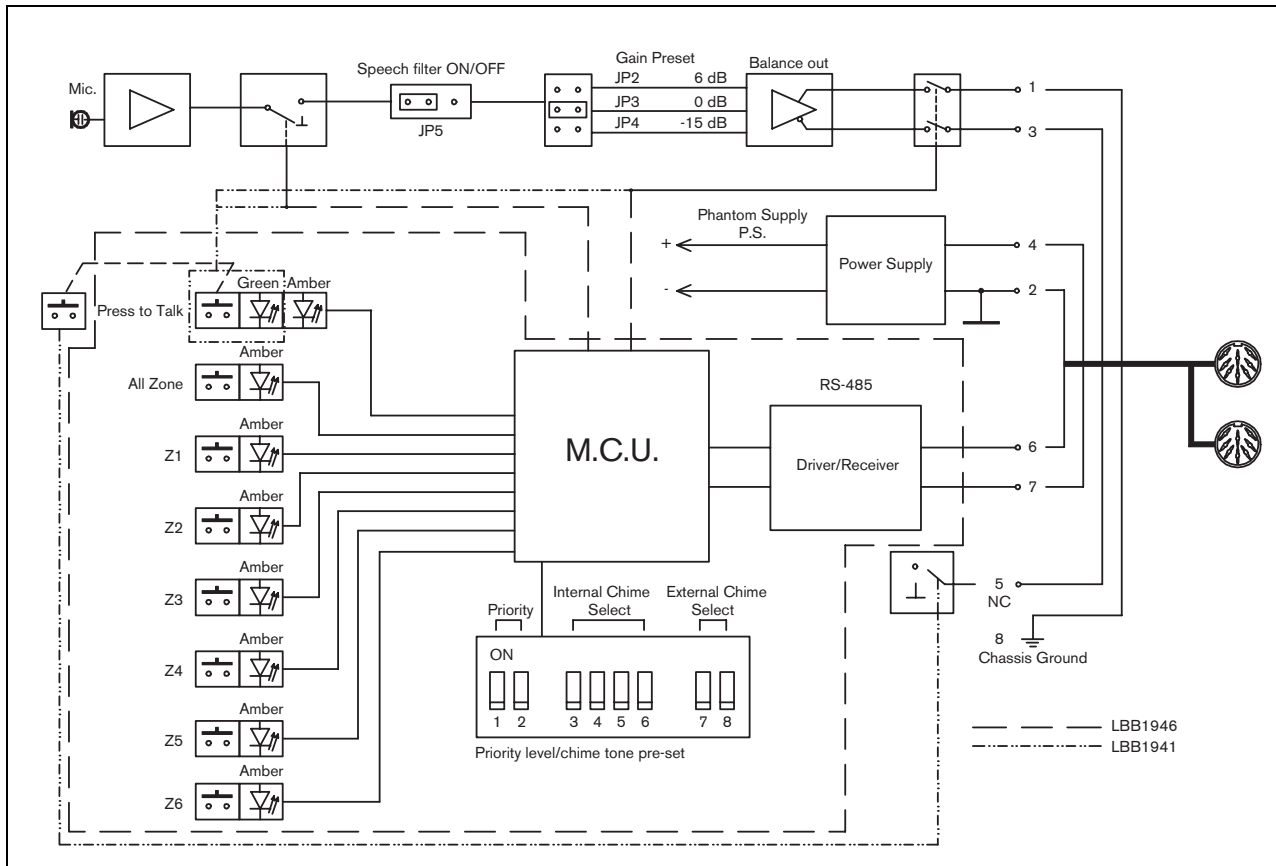 Mic.
Speech filter ON/OFF
JP5
Gain Preset
JP2 6 dB
JP3 0 dB
JP4 -15 dB
Balance out
1
3
Phantom Supply
P.S.
+
-
Power Supply
4
2
Press to Talk
Green
Amber
All Zone
Amber
Z1
Amber
Z2
Amber
Z3
Amber
Z4
Amber
Z5
Amber
Z6
Amber
M.C.U.
RS-485
Driver/Receiver
6
7
5
NC
8
Chassis Ground
Priority
Internal Chime
Select
External Chime
Select
ON
1 2 3 4 5 6 7 8
Priority level/chime tone pre-set
LBB1946
LBB1941